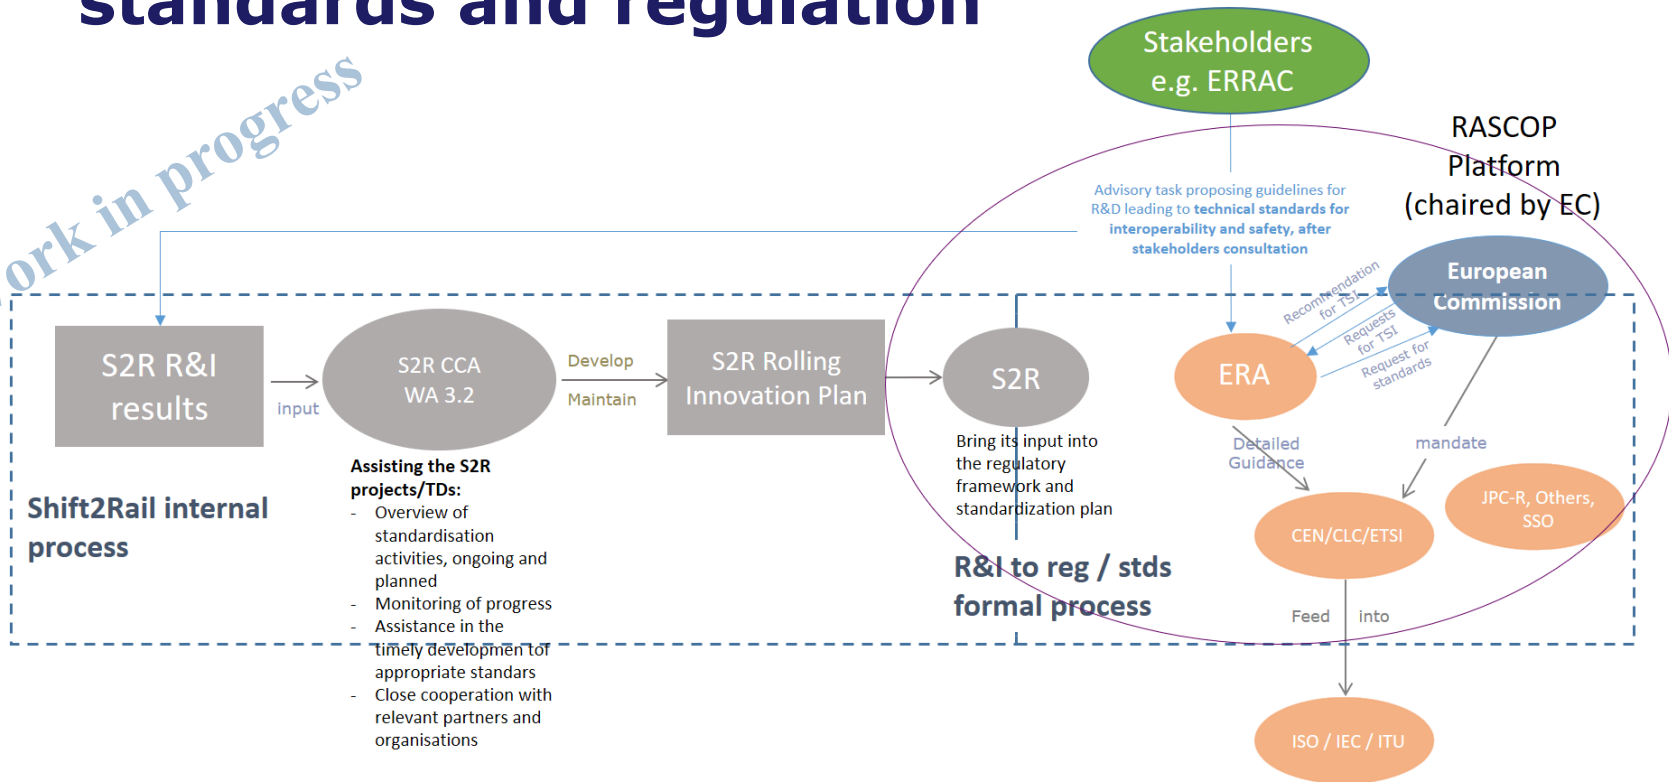 standards and regulation
ork in progress
Stakeholders
e.g. ERRAC
RASCOP
Platform
(chaired by EC)
Advisory task proposing guidelines for
R&D leading to technical standards for
interoperability and safety, after
stakeholders consultation
European
Commission
Recommendation
for TSI
Requests
for TSI
Request for
standards
S2R R&I
results
input
S2R CCA
WA 3.2
Develop
Maintain
S2R Rolling
Innovation Plan
S2R
ERA
Bring its input into
the regulatory
framework and
standardization plan
Detailed
Guidance
mandate
Assisting the S2R
projects/TDs:
- Overview of
standardisation
activities, ongoing and
planned
- Monitoring of progress
- Assistance in the
timely developmen tof
appropriate standars
- Close cooperation with
relevant partners and
organisations
Shift2Rail internal
process
JPC-R, Others,
SSO
CEN/CLC/ETSI
R&I to reg / stds
formal process
Feed into
ISO / IEC / ITU